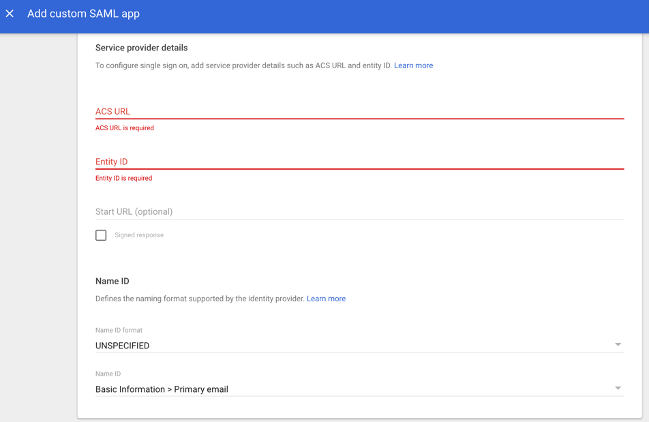 Add custom SAML app
Service provider details
To configure single sign on, add service provider details such as ACS URL and entity ID. Learn more
ACS URL
ACS URL is required
Entity ID
Entity ID is required
Start URL (optional)
Signed response
Name ID
Defines the naming format supported by the identity provider. Learn more
Name ID format
UNSPECIFIED
Name ID
Basic Information > Primary email